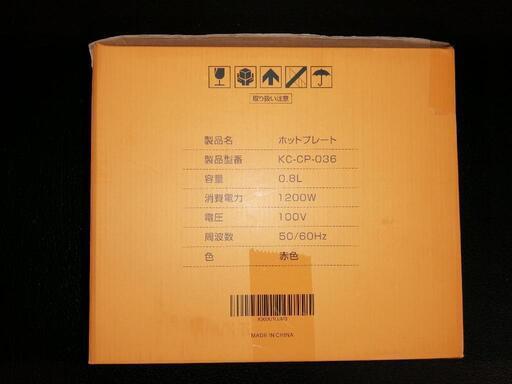 取り扱い注意
製品名 ホットプレート
製品型番 KC-CP-036
容量 0.8L
消費電力 1200W
電圧 100V
周波数 50/60Hz
色 赤色
MADE IN CHINA